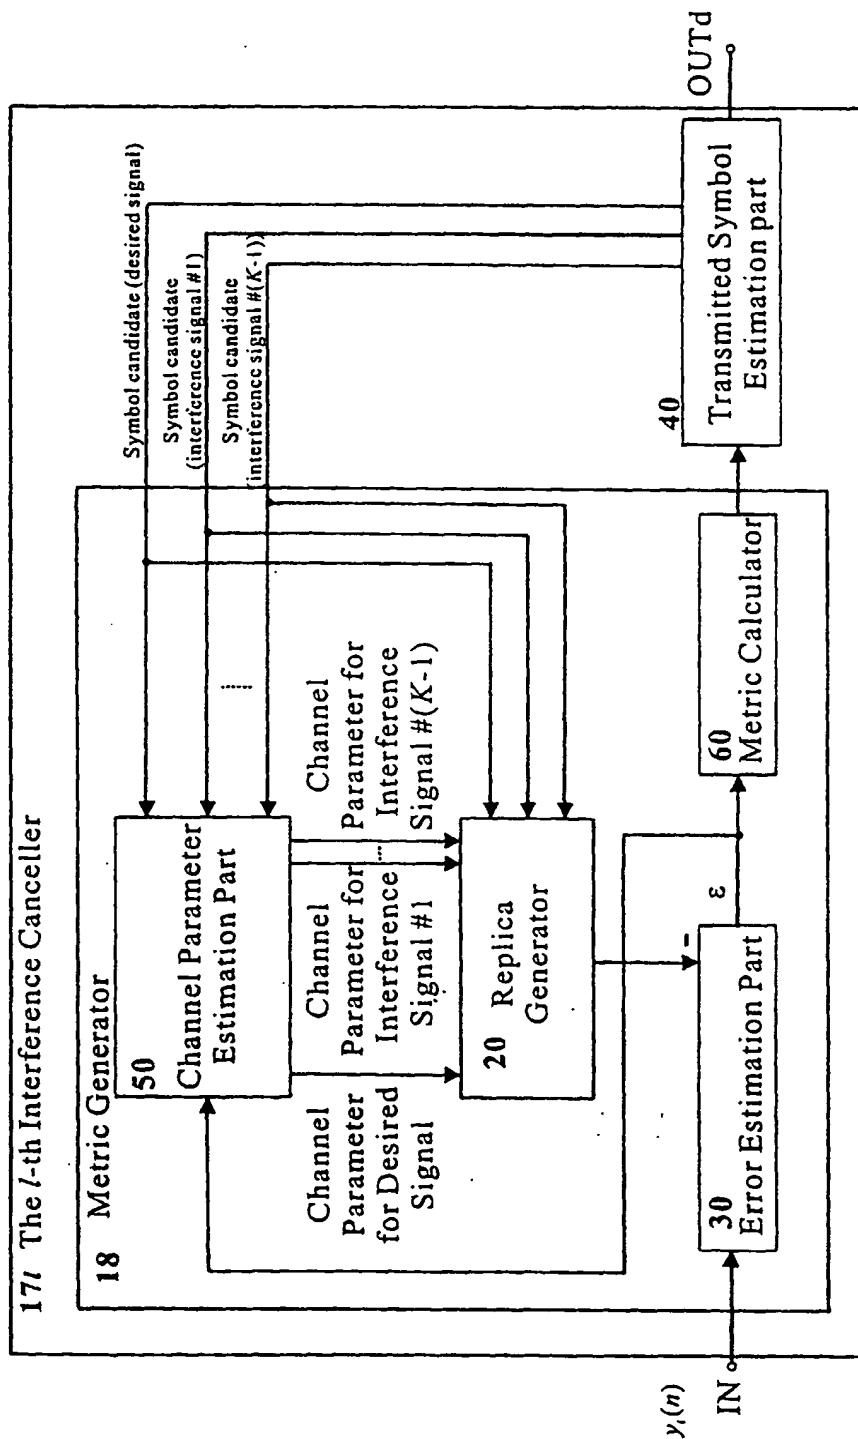 17l The l-th Interference Canceller
18 Metric Generator
50
Channel Parameter
Estimation Part
Symbol candidate (desired signal)
Symbol candidate
(interference signal #1)
Symbol candidate
(interference signal #(K-1))
Channel
Parameter
for Desired
Signal
Channel
Parameter for
Interference
Signal #1
Channel
Parameter for
Interference
Signal #(K-1)
20 Replica
Generator
-
ε
30
Error Estimation Part
60
Metric Calculator
40
Transmitted Symbol
Estimation part
yl(n)
IN
OUTd